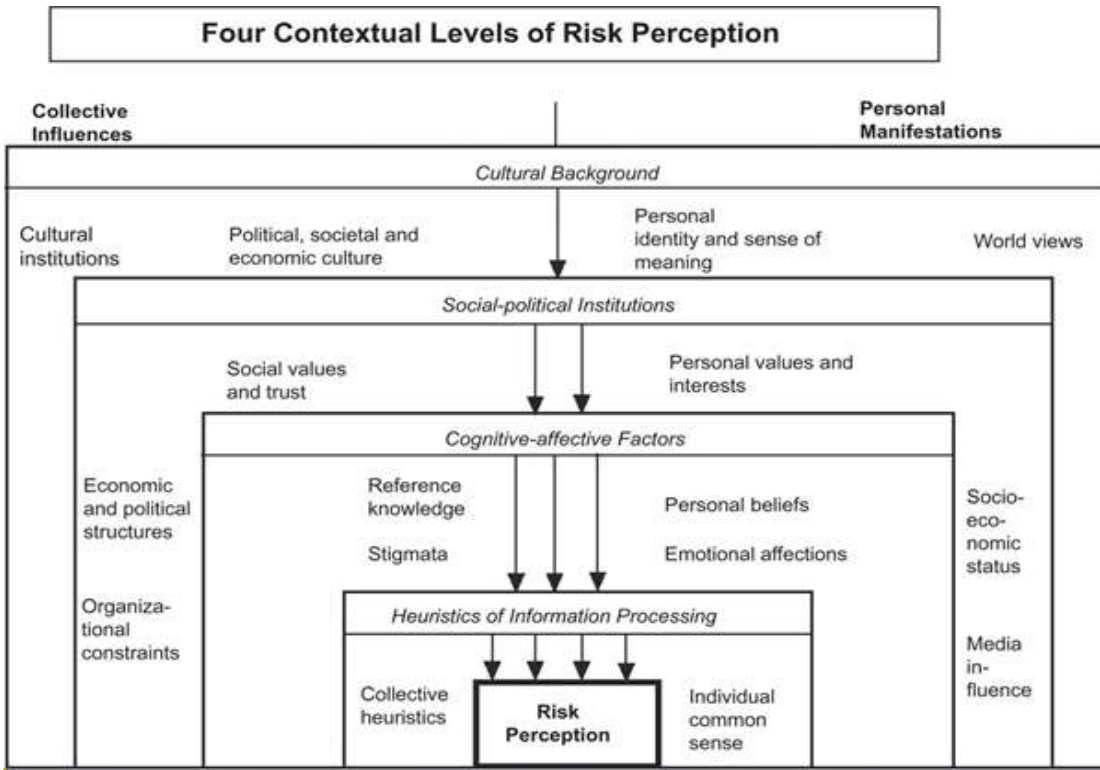 Four Contextual Levels of Risk Perception
Collective
Influences
Personal
Manifestations
Cultural Background
Cultural
institutions
Political, societal and
economic culture
Personal
identity and sense of
meaning
World views
Social-political Institutions
Social values
and trust
Personal values and
interests
Cognitive-affective Factors
Economic
and political
structures
Reference
knowledge
Personal beliefs
Socio-
eco-
nomic
status
Stigmata
Emotional affections
Organiza-
tional
constraints
Heuristics of Information Processing
Media
in-
fluence
Collective
heuristics
Risk
Perception
Individual
common
sense